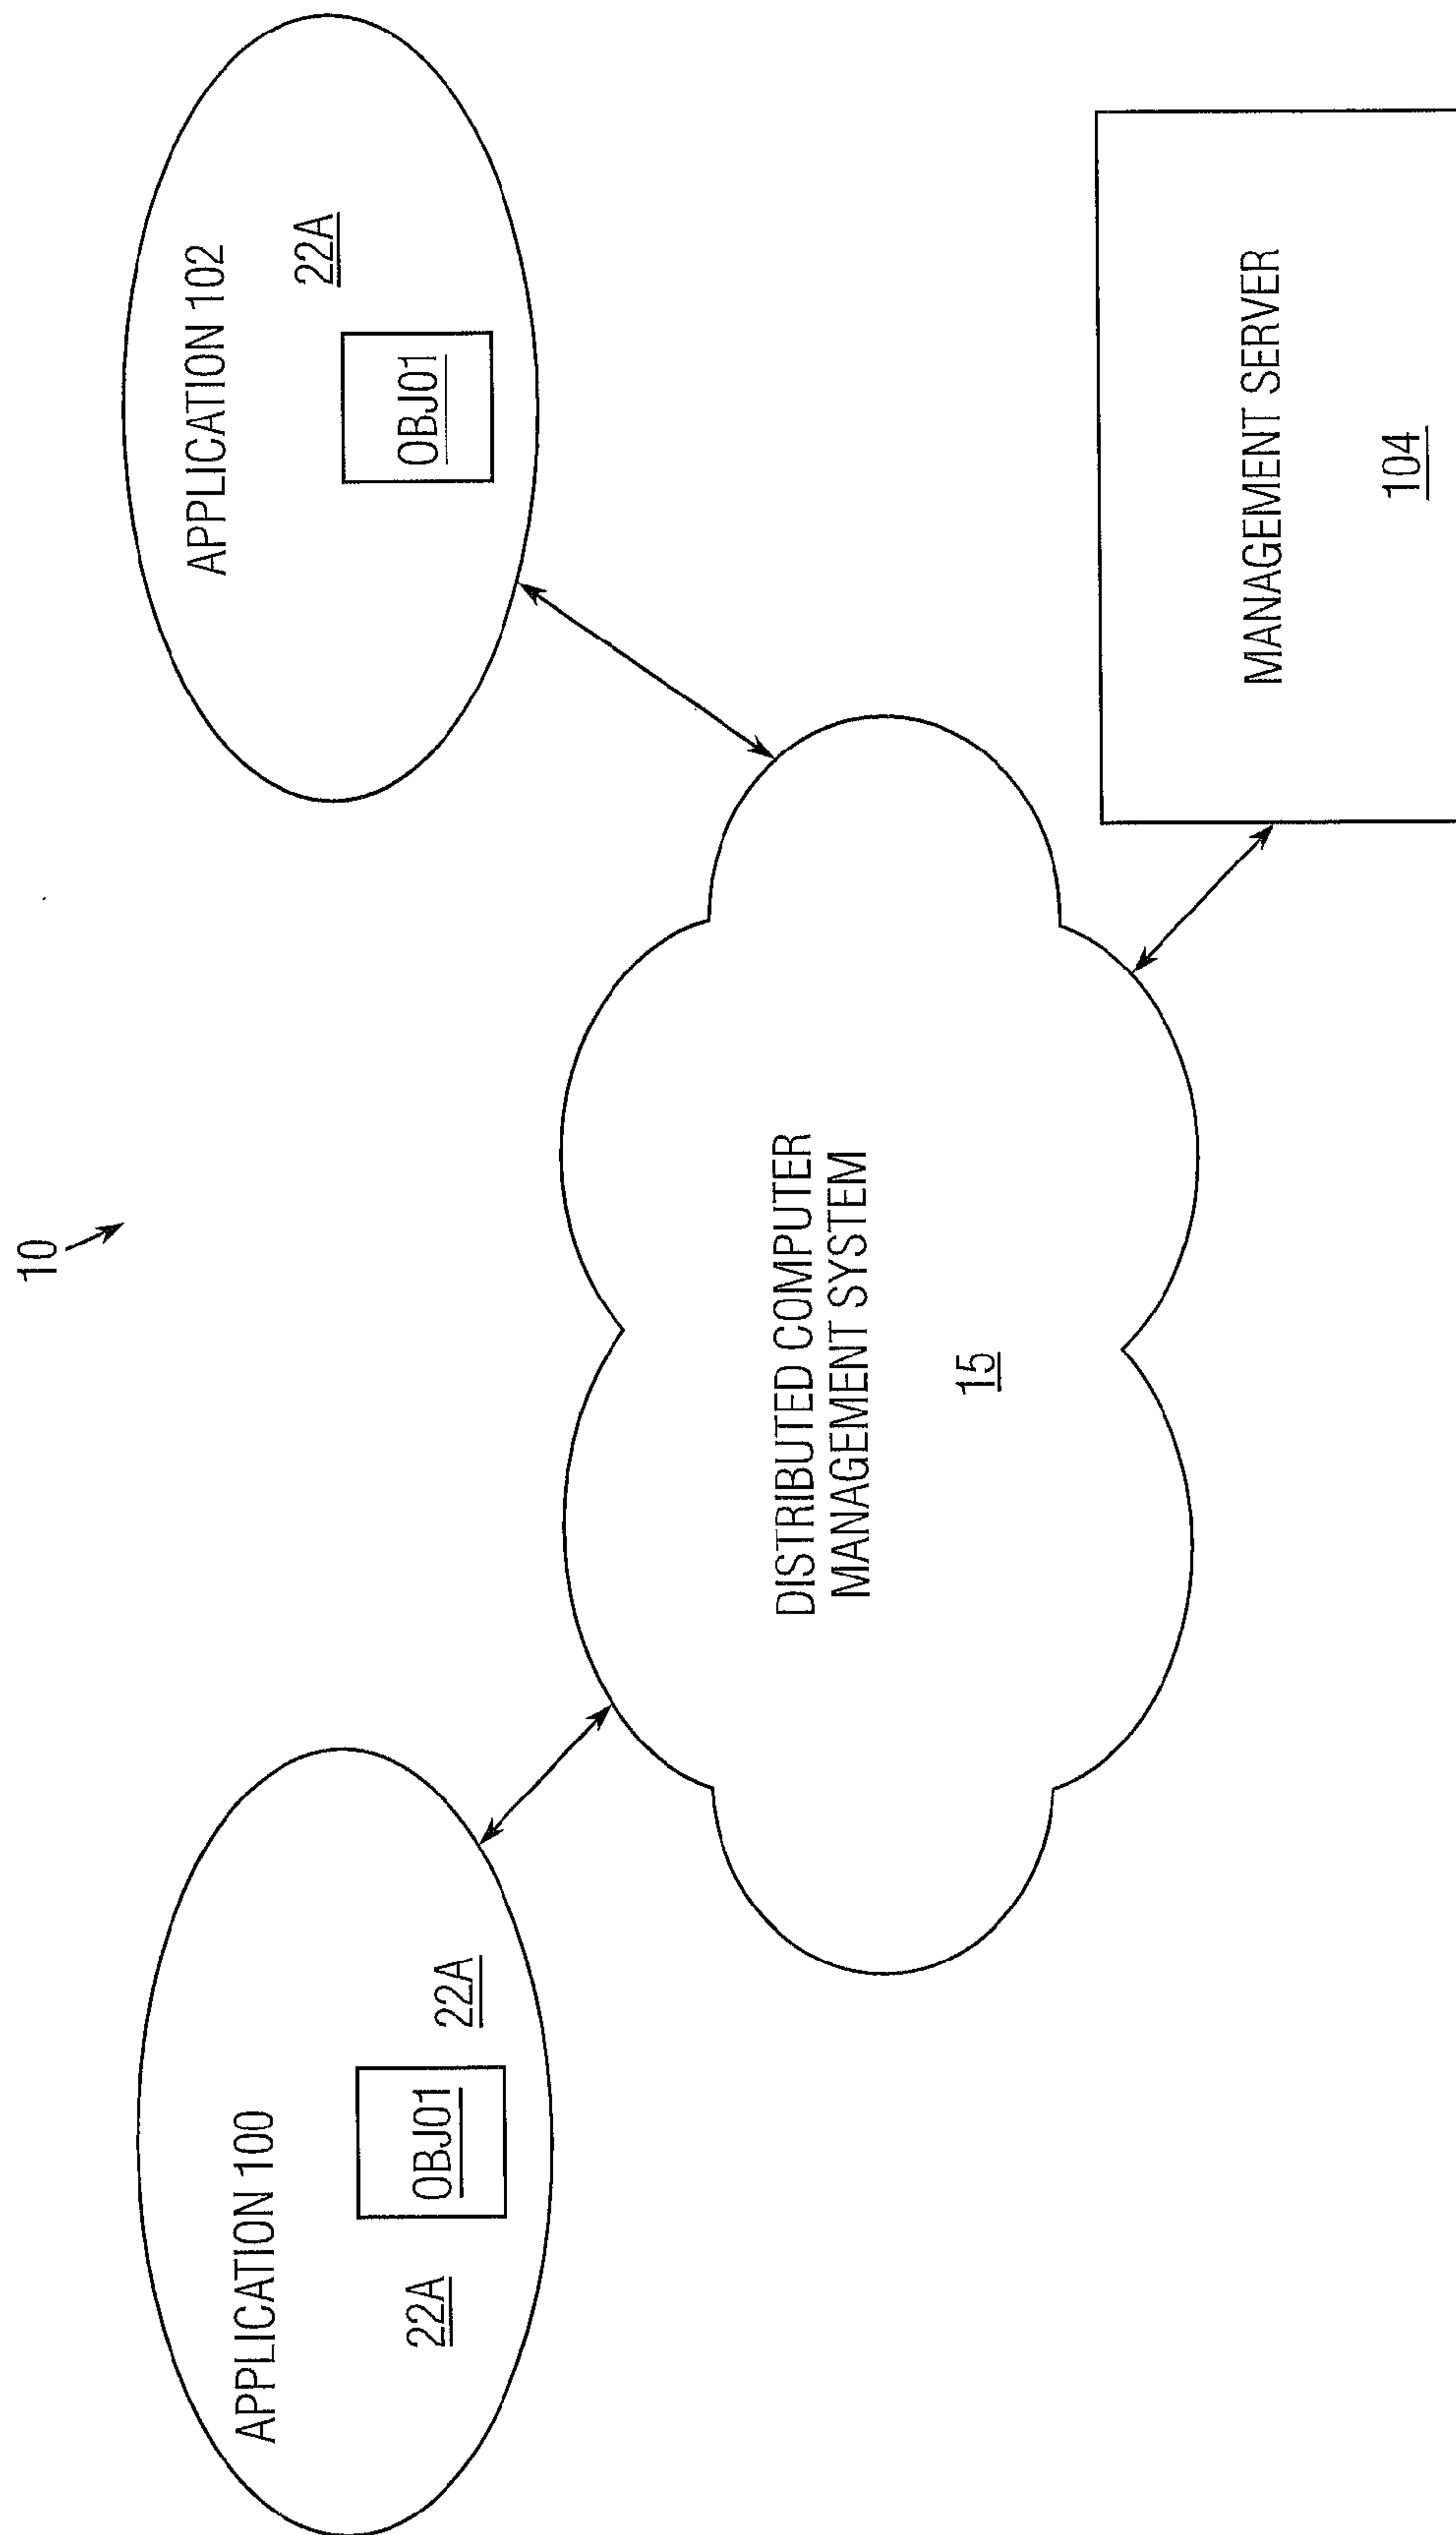 10
APPLICATION 100
22A
OBJ01
22A
APPLICATION 102
22A
OBJ01
DISTRIBUTED COMPUTER
MANAGEMENT SYSTEM
15
MANAGEMENT SERVER
104